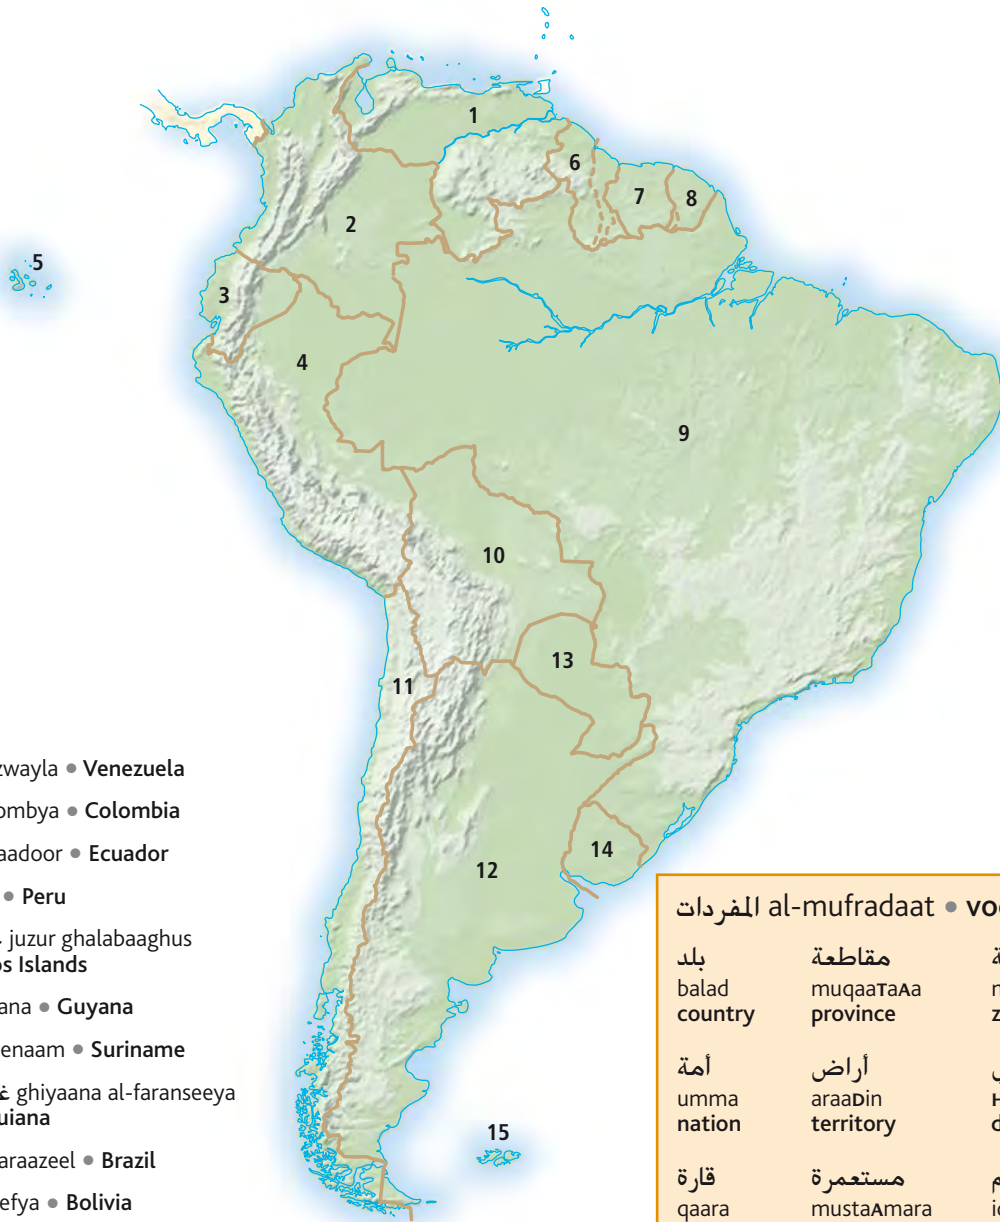 1
6
7
8
2
5
3
4
9
10
13
11
14
12
15
zwayla • Venezuela
ombya • Colombia
aadoor • Ecuador
• Peru
juzur ghalabaaghus
os Islands
ana • Guyana
enaam • Suriname
ghiyaana al-faranseeya
uiana
araazeel • Brazil
efya • Bolivia
المفردات al-mufradaat • voc
بلد مقاطعة
balad muqaaTaAa
country province
أمة أراض
umma araaDin
nation territory
قارة مستعمرة
qaara mustaAmara